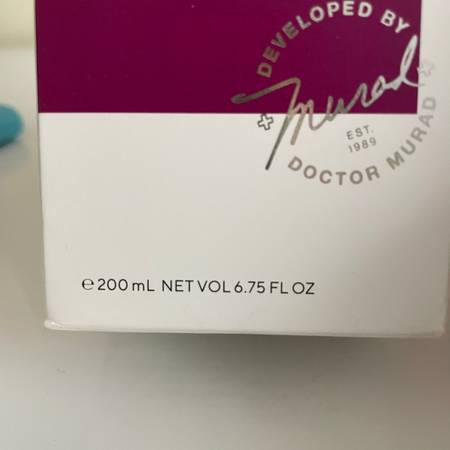 DEVELOPED BY
Murad
EST.
1989
DOCTOR MURAD
℮ 200 mL NET VOL 6.75 FL OZ